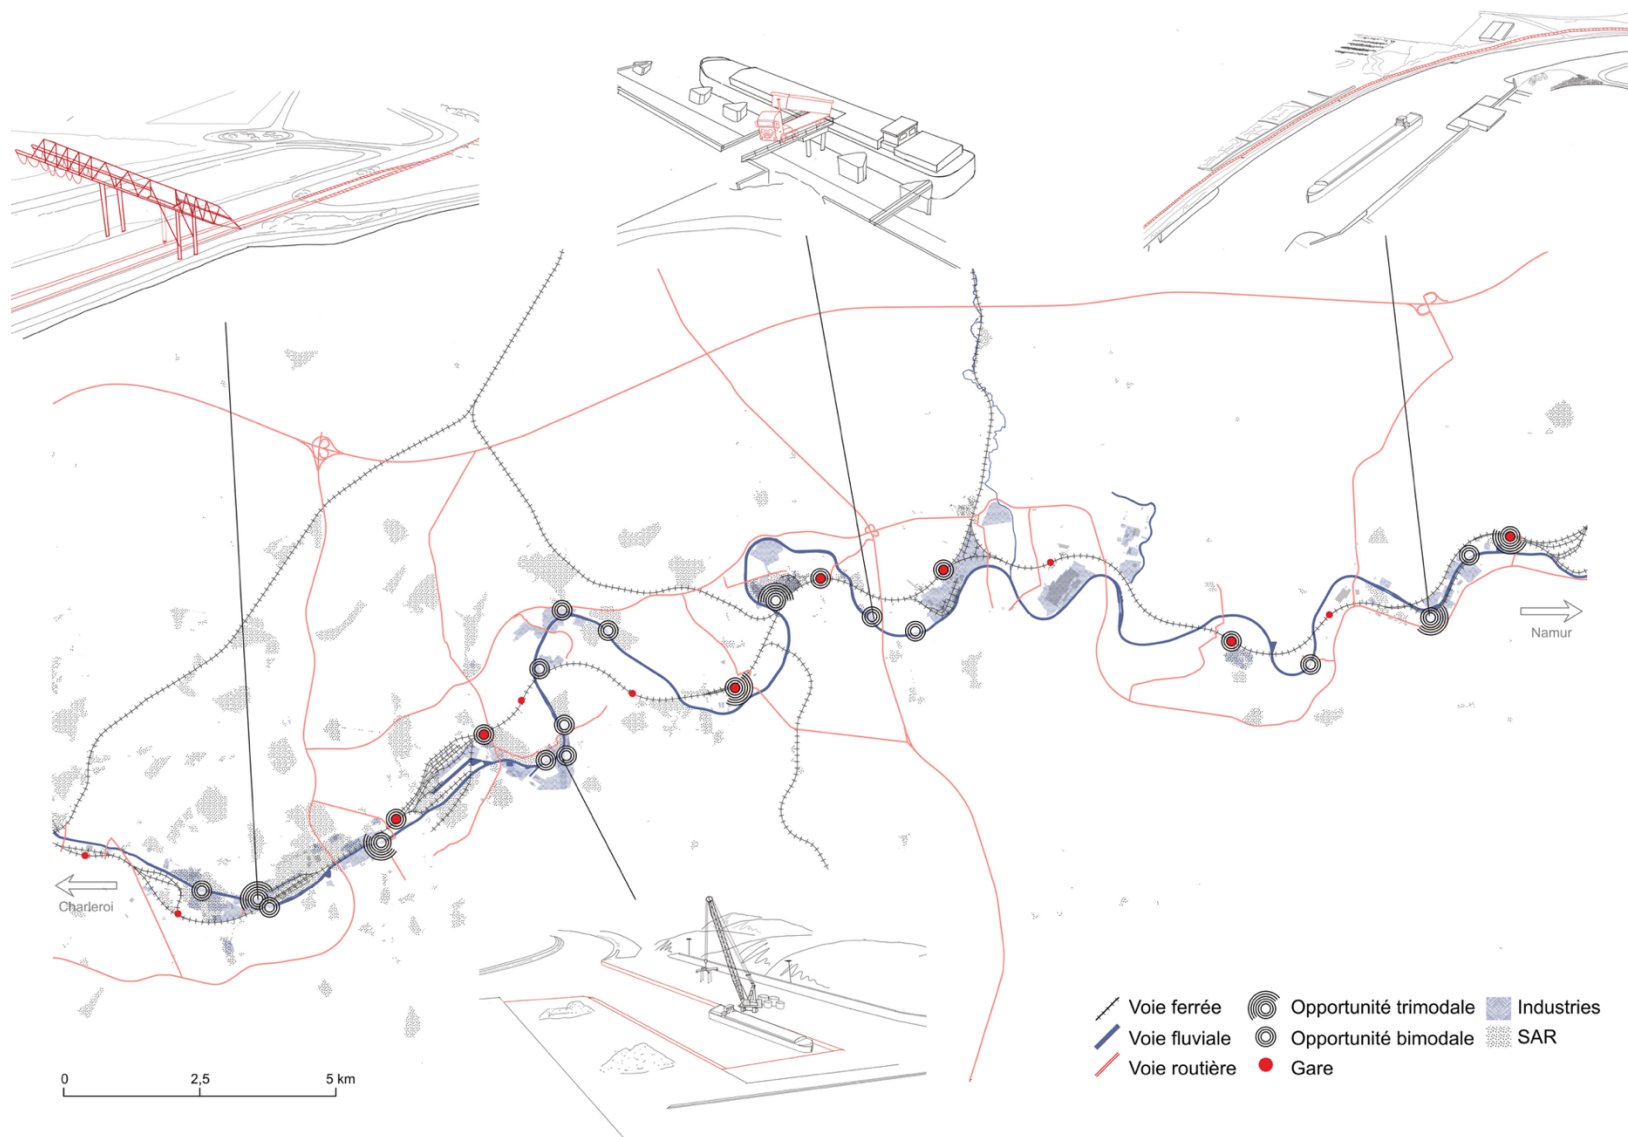 Namur
Charleroi
0 2,5 5 km
Voie ferrée
Voie fluviale
Voie routière
Opportunité trimodale
Opportunité bimodale
Gare
Industries
SAR